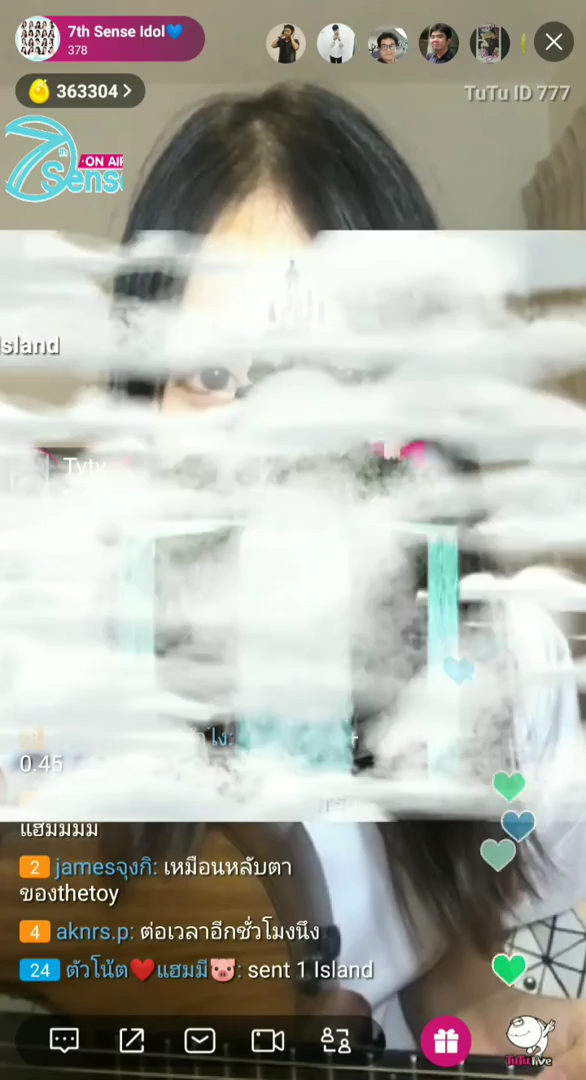 7th Sense Idol💙
378
363304
TuTu ID 777
7th
Sense
·ON AIR
Island
Tyty
0.45
แฮมมมมม
2 jamesจุงกิ: เหมือนหลับตา
ของthetoy
4 aknrs.p: ต่อเวลาอีกชั่วโมงนึง
24 ตัวโน้ต❤️แฮมมี🐷: sent 1 Island
TuTu live